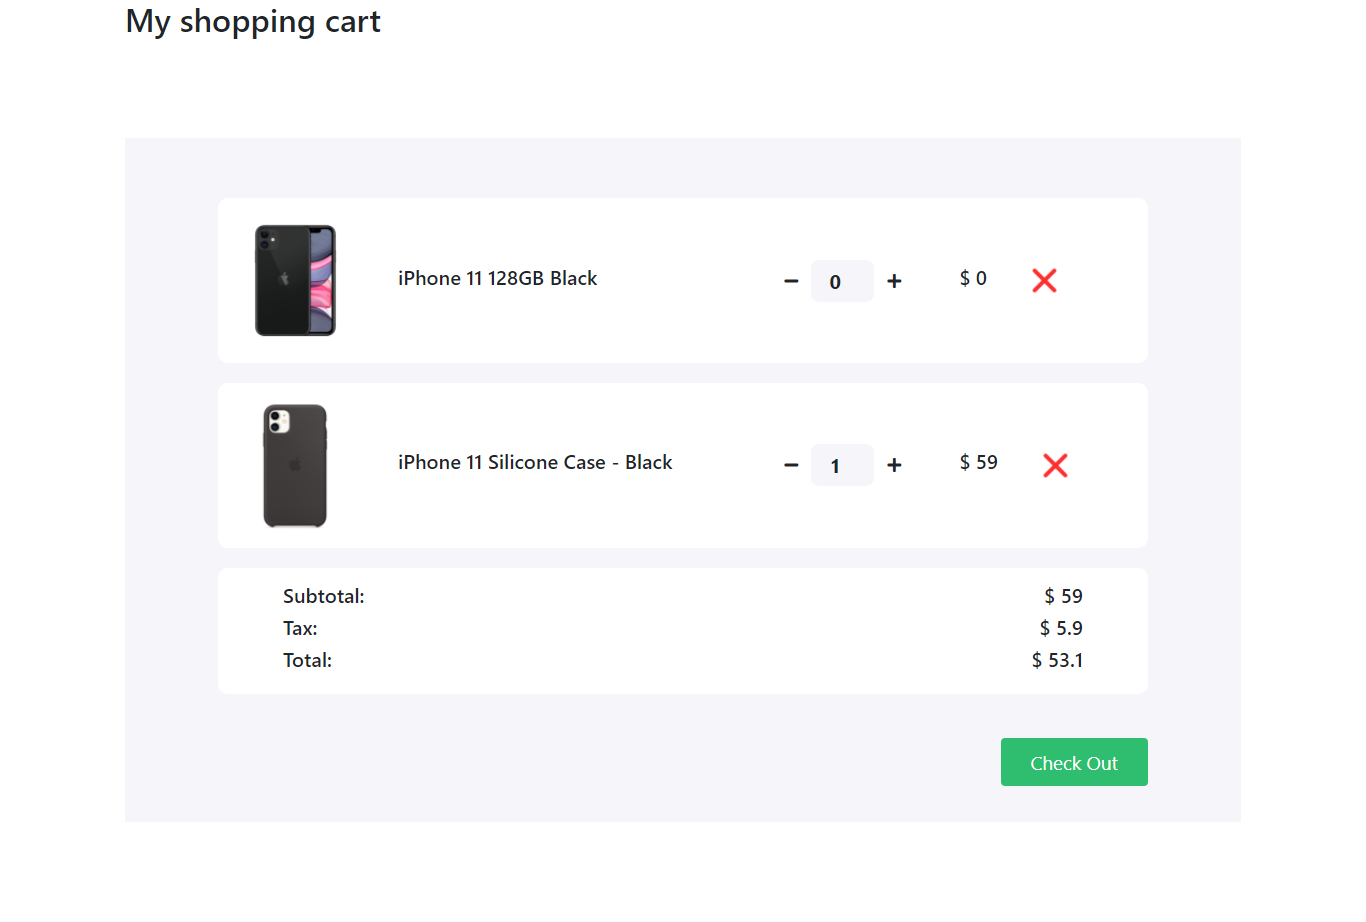 My shopping cart
iPhone 11 128GB Black − 0 + $ 0
iPhone 11 Silicone Case - Black − 1 + $ 59
Subtotal: $ 59
Tax: $ 5.9
Total: $ 53.1
Check Out